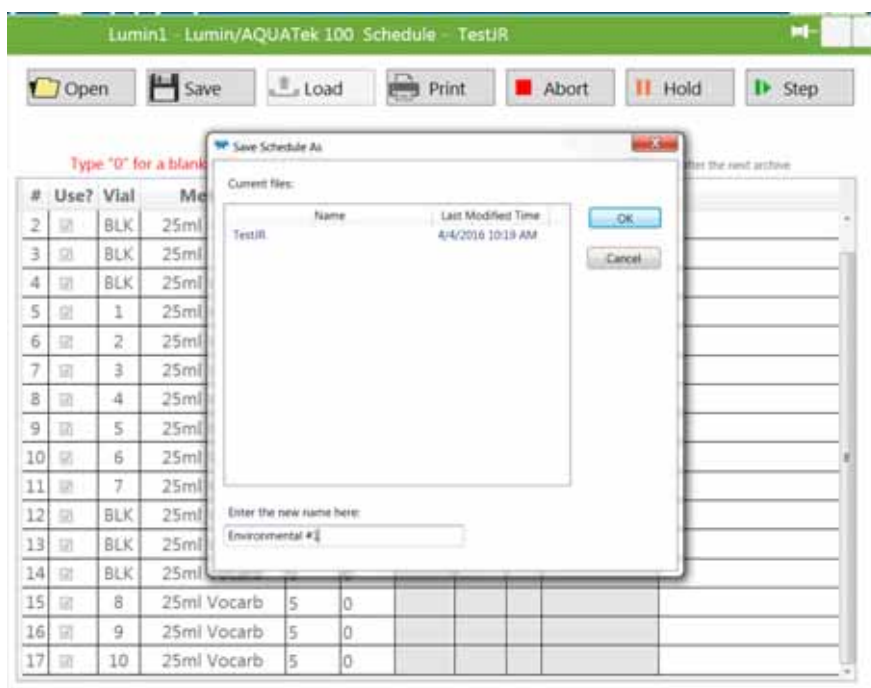 Lumin1 - Lumin/AQUATek 100 Schedule - TestJR
Open Save Load Print Abort Hold Step
Type "0" for a blank after the next archive
Save Schedule As
Current files:
Name Last Modified Time
TestJR 4/4/2016 10:19 AM
OK
Cancel
Enter the new name here:
Environmental #1
# Use? Vial Me
2 BLK 25ml
3 BLK 25ml
4 BLK 25ml
5 1 25ml
6 2 25ml
7 3 25ml
8 4 25ml
9 5 25ml
10 6 25ml
11 7 25ml
12 BLK 25ml
13 BLK 25ml
14 BLK 25ml
15 8 25ml Vocarb 5 0
16 9 25ml Vocarb 5 0
17 10 25ml Vocarb 5 0